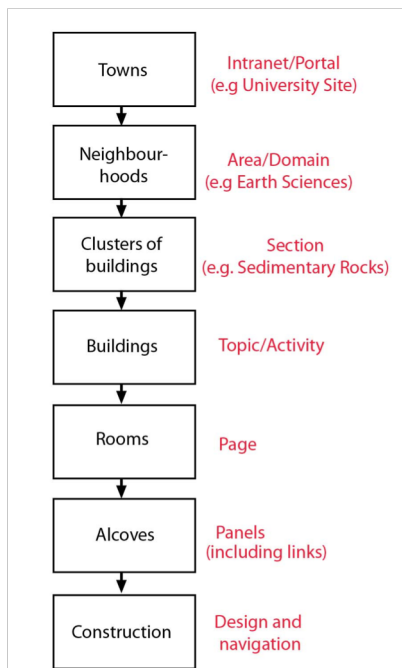 Towns
Intranet/Portal
(e.g University Site)
Neighbour-
hoods
Area/Domain
(e.g Earth Sciences)
Clusters of
buildings
Section
(e.g. Sedimentary Rocks)
Buildings
Topic/Activity
Rooms
Page
Alcoves
Panels
(including links)
Construction
Design and
navigation